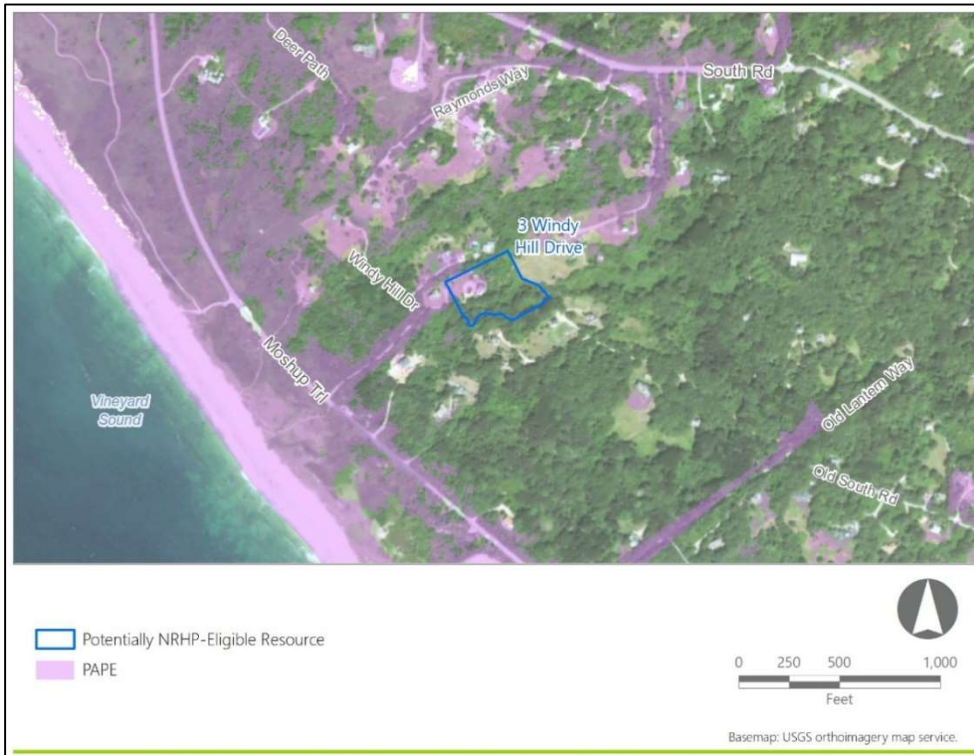 Deer Path
Raymonds Way
South Rd
3 Windy
Hill Drive
Windy Hill Dr
Moshup Trl
Vineyard
Sound
Old Lantern Way
Old South Rd
Potentially NRHP-Eligible Resource
PAPE
0 250 500 1,000
Feet
Basemap: USGS orthoimagery map service.